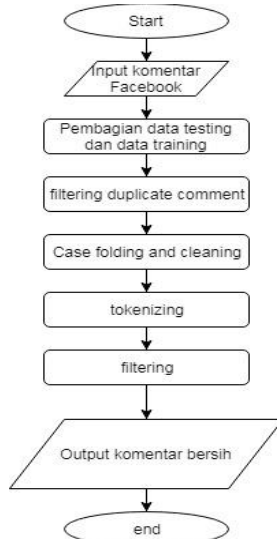 Start
Input komentar
Facebook
Pembagian data testing
dan data training
filtering duplicate comment
Case folding and cleaning
tokenizing
filtering
Output komentar bersih
end